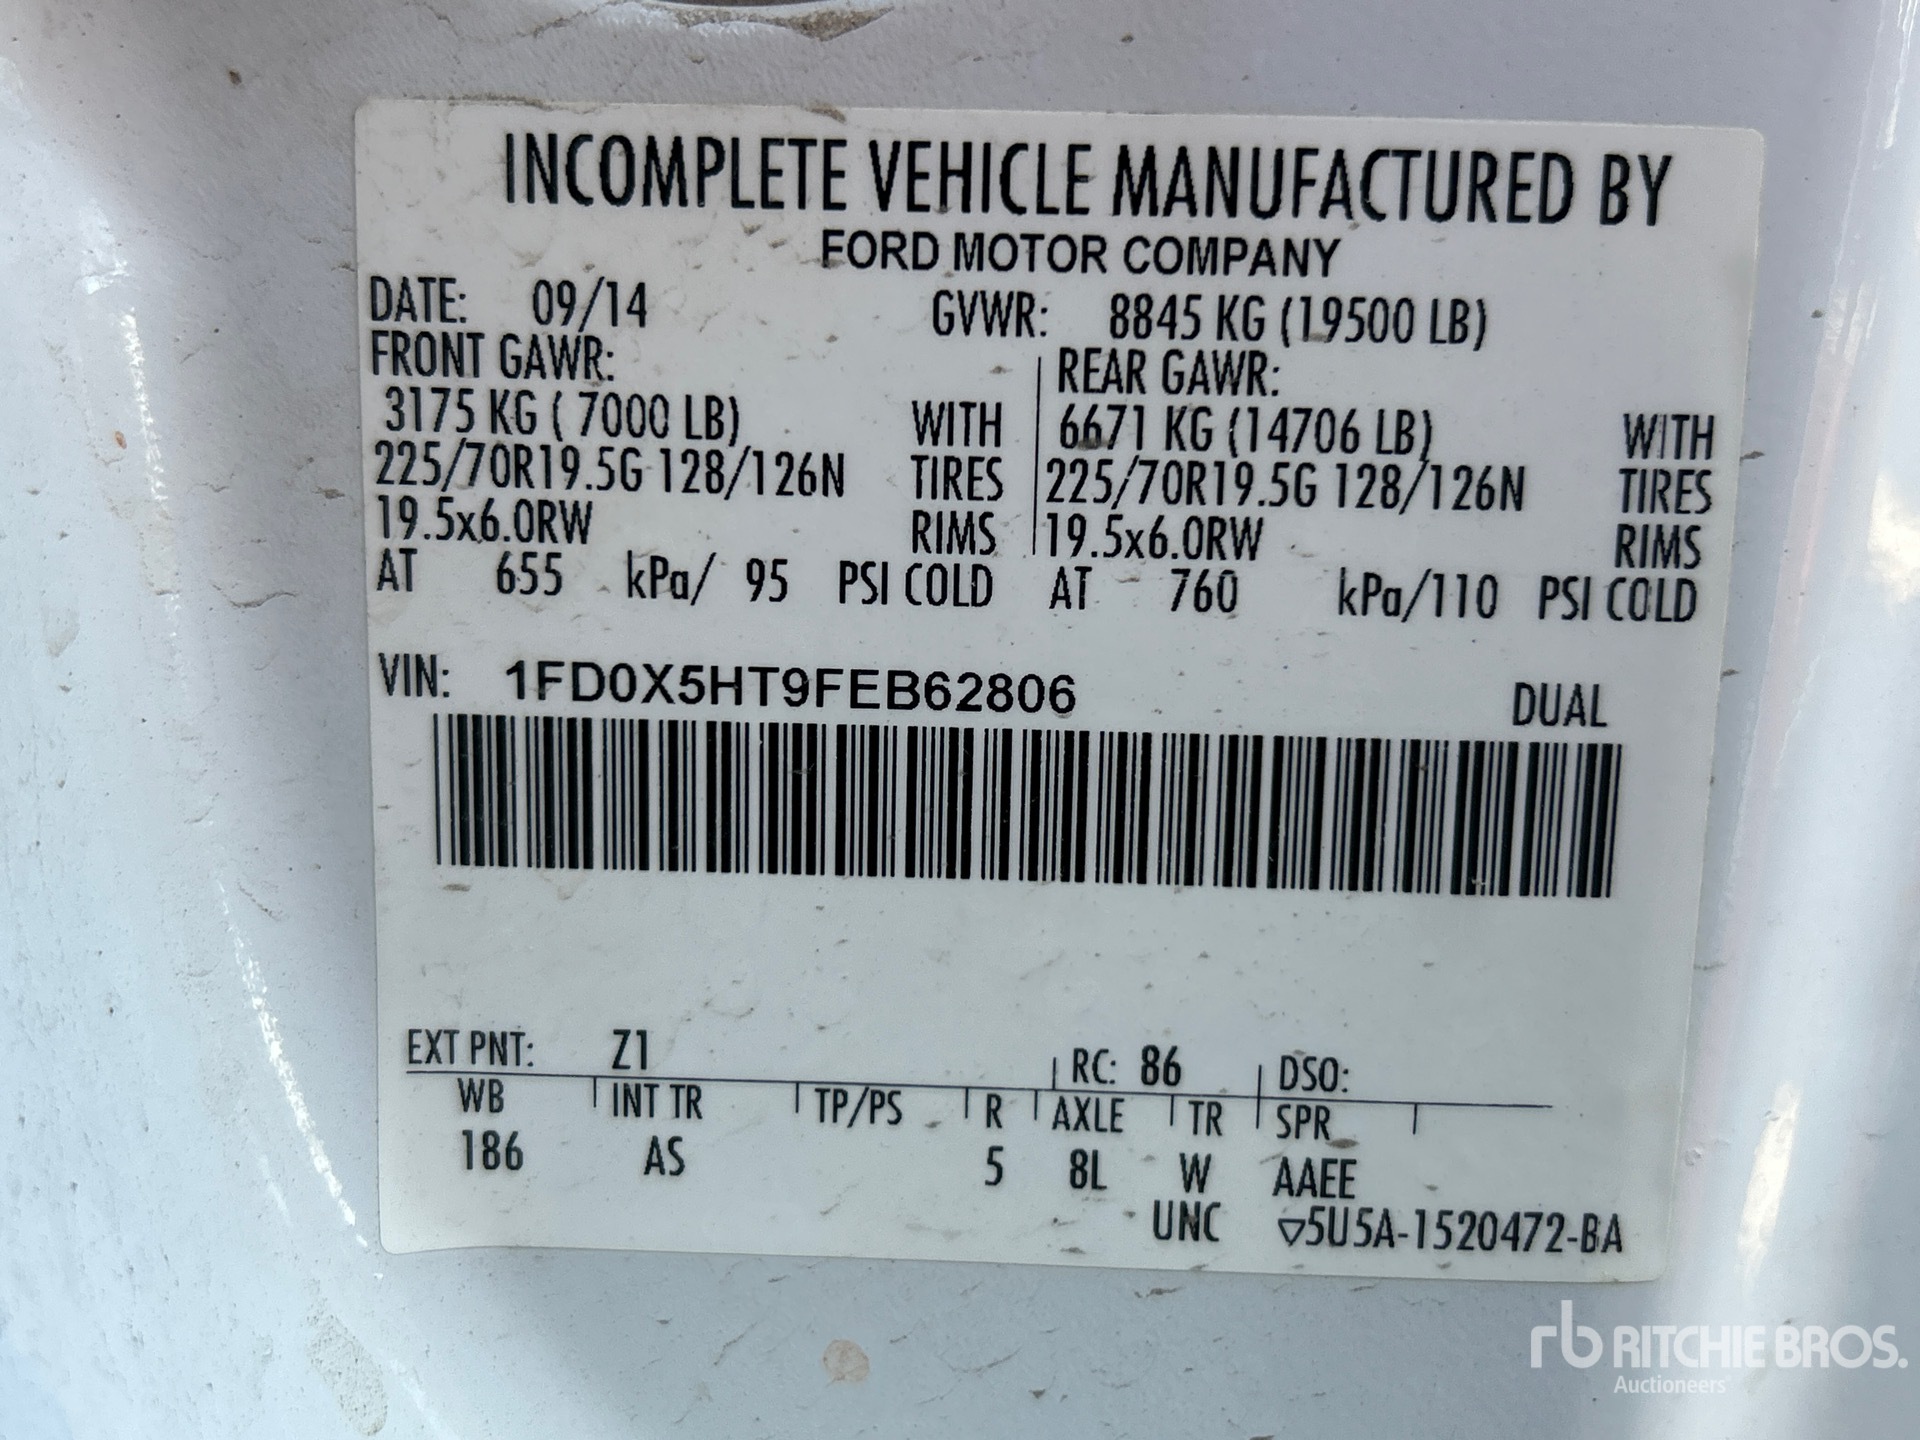 INCOMPLETE VEHICLE MANUFACTURED BY
FORD MOTOR COMPANY
DATE: 09/14 GVWR: 8845 KG (19500 LB)
FRONT GAWR: REAR GAWR:
3175 KG ( 7000 LB) WITH 6671 KG (14706 LB) WITH
225/70R19.5G 128/126N TIRES 225/70R19.5G 128/126N TIRES
19.5x6.0RW RIMS 19.5x6.0RW RIMS
AT 655 kPa/ 95 PSI COLD AT 760 kPa/110 PSI COLD
VIN: 1FD0X5HT9FEB62806 DUAL
EXT PNT: Z1 RC: 86 DSO:
WB INT TR TP/PS R AXLE TR SPR
186 AS 5 8L W AAEE
UNC ▽5U5A-1520472-BA
rb RITCHIE BROS.
Auctioneers